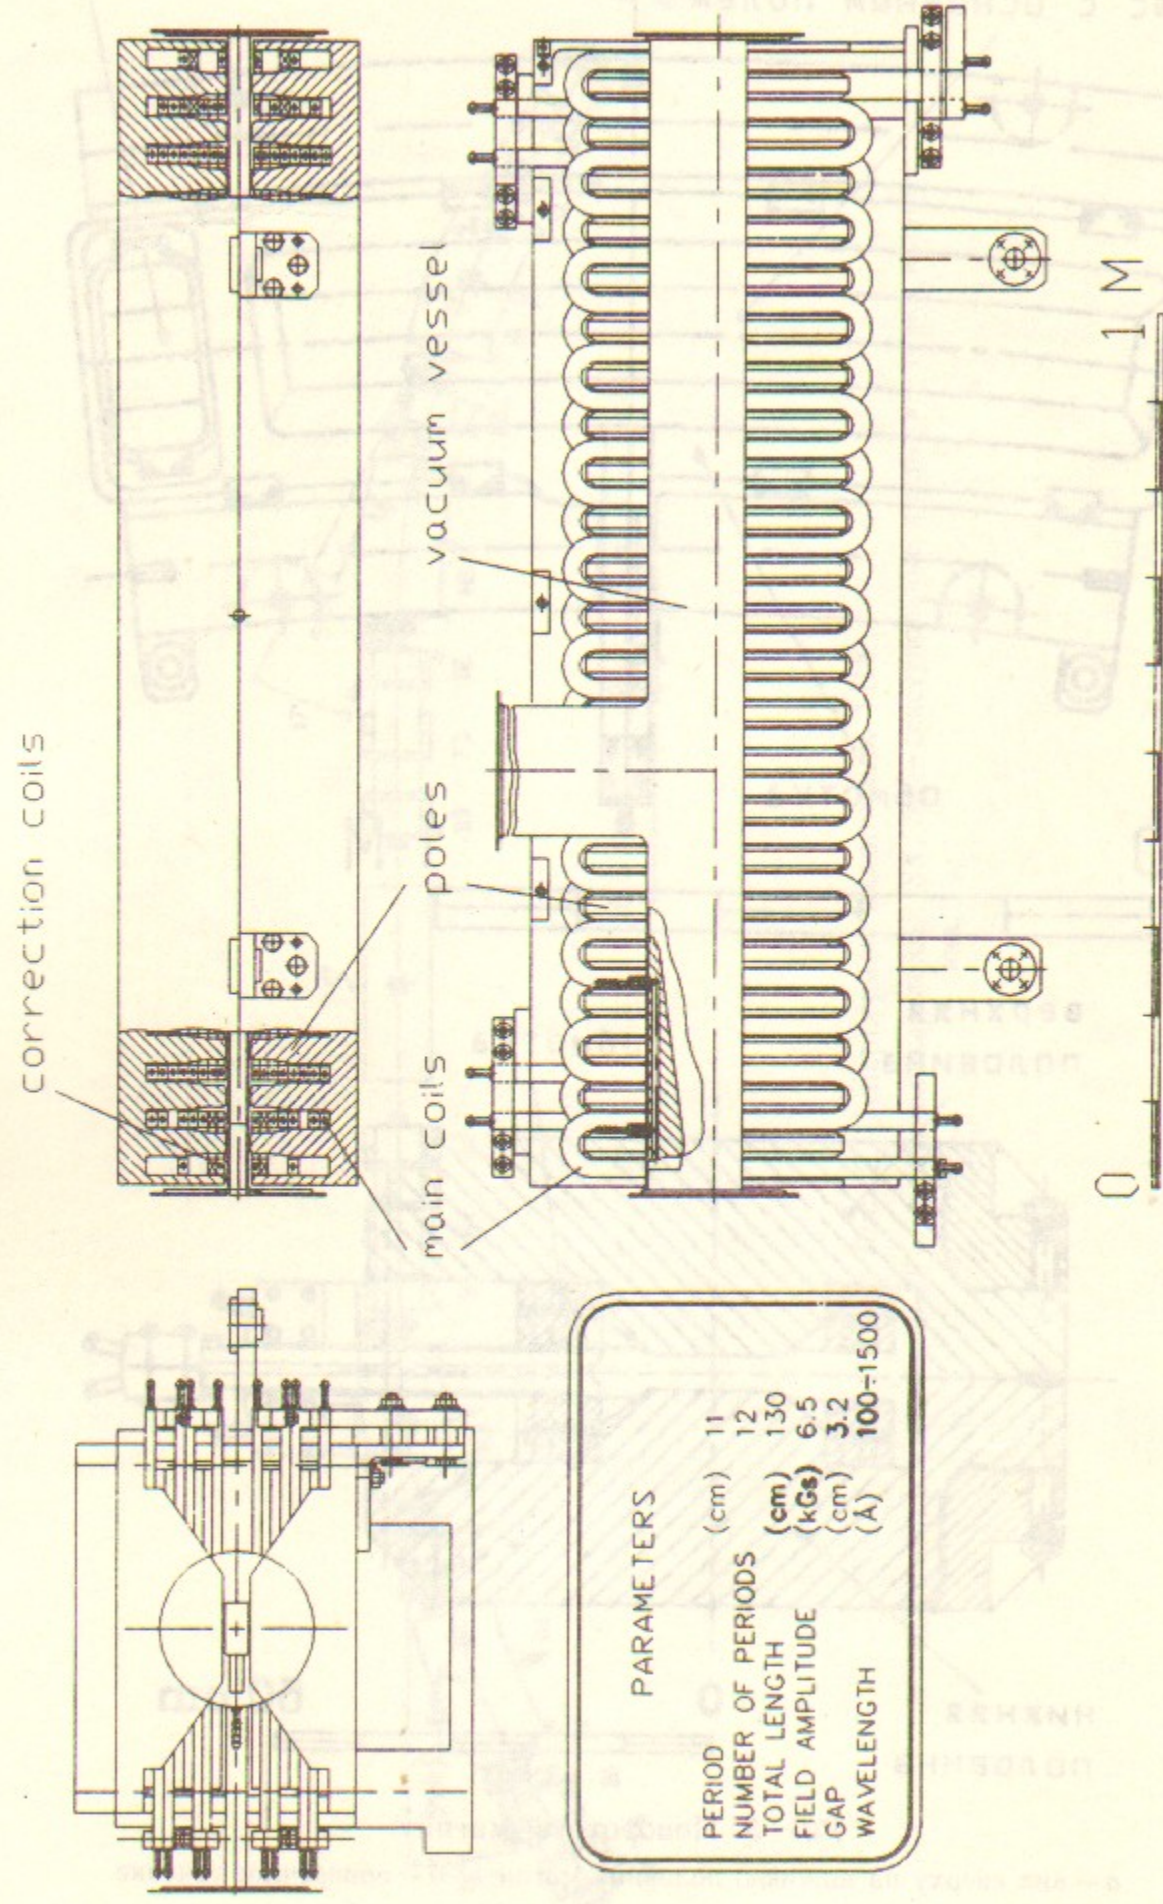 correction coils
vacuum vessel
poles
main coils
0
1 M
PARAMETERS
PERIOD (cm) 11
NUMBER OF PERIODS 12
TOTAL LENGTH (cm) 130
FIELD AMPLITUDE (kGs) 6.5
GAP (cm) 3.2
WAVELENGTH (Å) 100÷1500